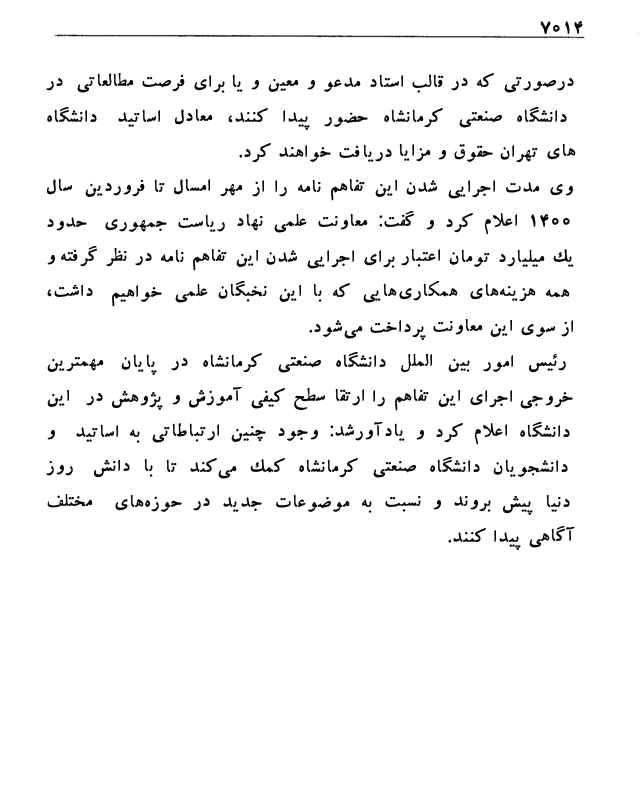 ۷۰۱۴
درصورتی که در قالب استاد مدعو و معین و یا برای فرصت مطالعاتی در
دانشگاه صنعتی کرمانشاه حضور پیدا کنند، معادل اساتید دانشگاه
های تهران حقوق و مزایا دریافت خواهند کرد.
وی مدت اجرایی شدن این تفاهم نامه را از مهر امسال تا فروردین سال
۱۴۰۰ اعلام کرد و گفت: معاونت علمی نهاد ریاست جمهوری حدود
یك میلیارد تومان اعتبار برای اجرایی شدن این تفاهم نامه در نظر گرفته و
همه هزینه‌های همکاری‌هایی که با این نخبگان علمی خواهیم داشت،
از سوی این معاونت پرداخت می‌شود.
رئیس امور بین الملل دانشگاه صنعتی کرمانشاه در پایان مهمترین
خروجی اجرای این تفاهم را ارتقا سطح کیفی آموزش و پژوهش در این
دانشگاه اعلام کرد و یادآورشد: وجود چنین ارتباطاتی به اساتید و
دانشجویان دانشگاه صنعتی کرمانشاه کمك می‌کند تا با دانش روز
دنیا پیش بروند و نسبت به موضوعات جدید در حوزه‌های مختلف
آگاهی پیدا کنند.